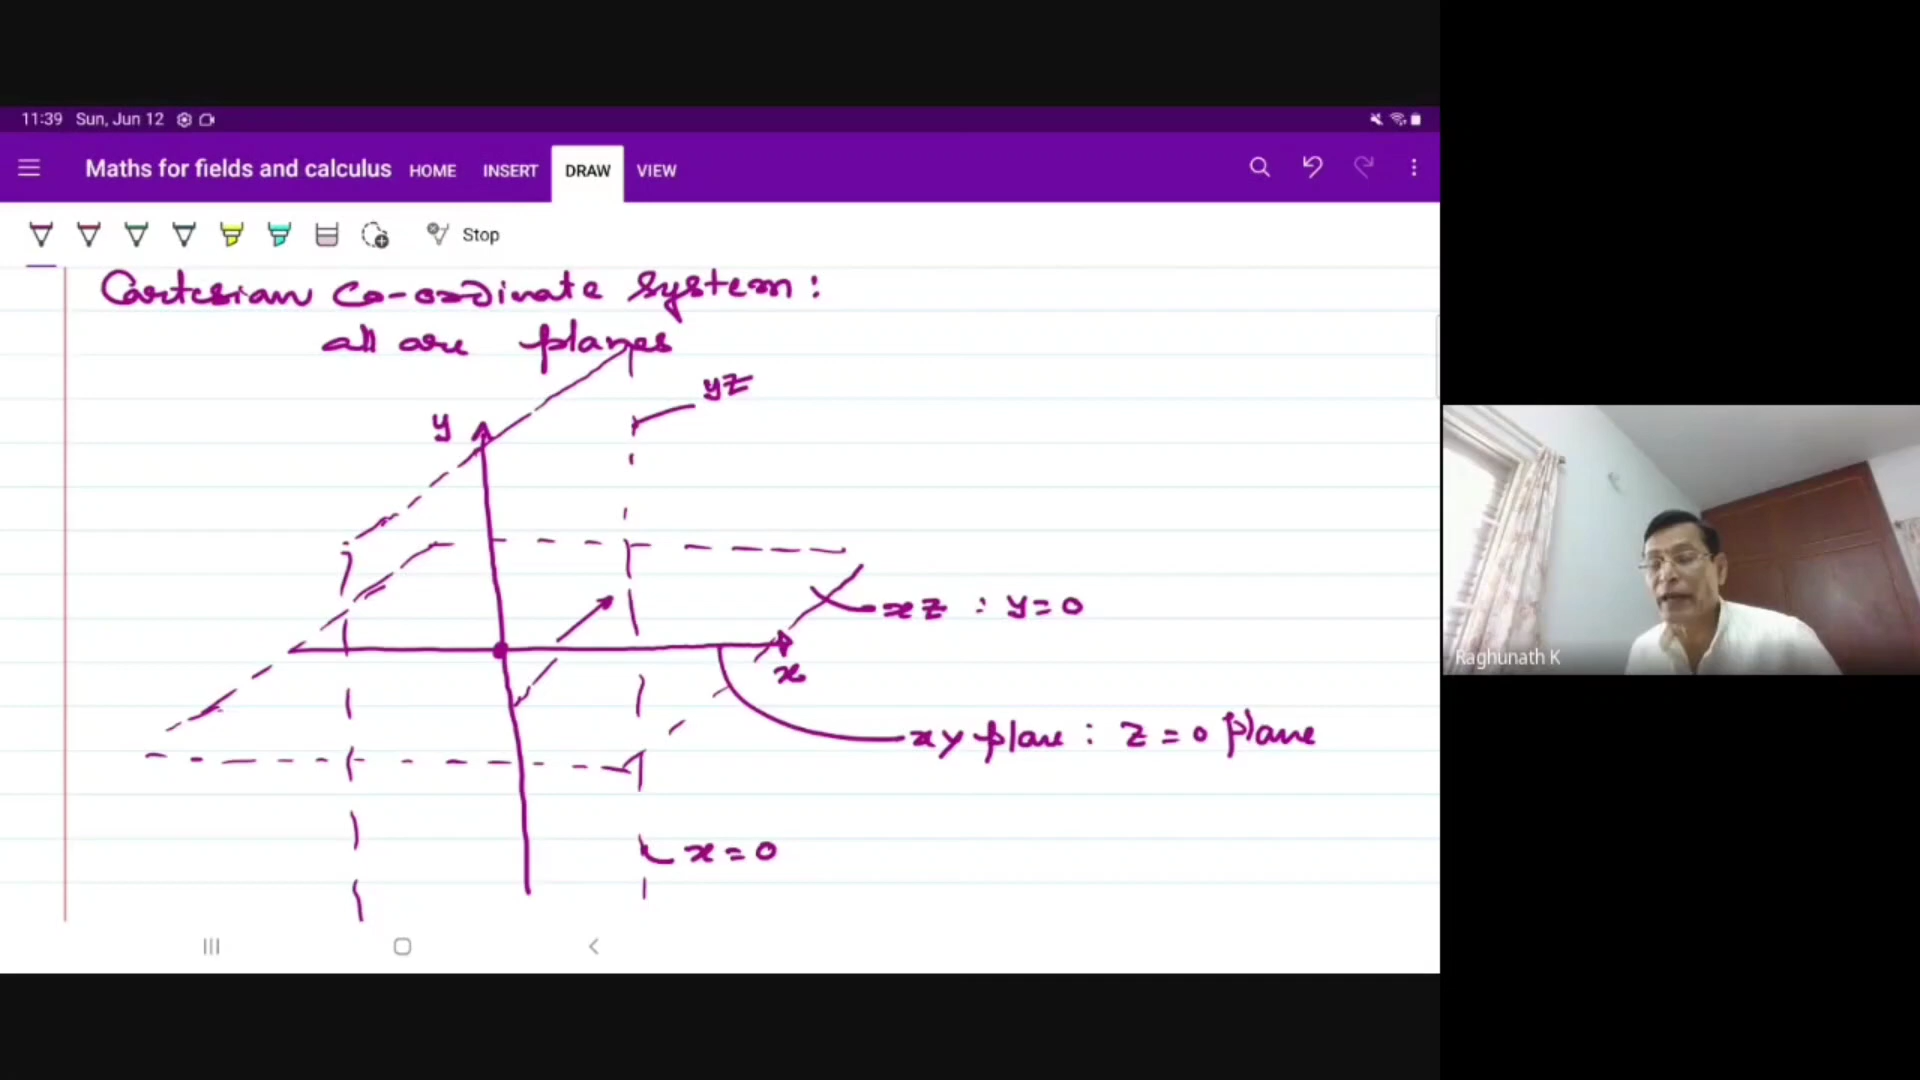 11:39 Sun, Jun 12
Maths for fields and calculus HOME INSERT DRAW VIEW
Stop
Cartesian Co-ordinate System:
all are planes
yz
y
xz : y=0
x
xy plane : z=0 plane
x=0
Raghunath K